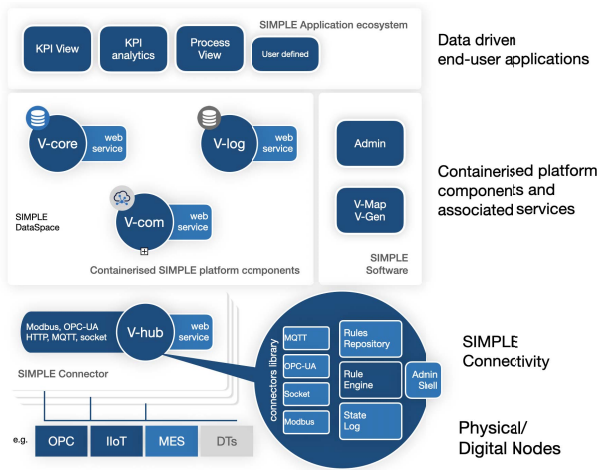 SIMPLE Application ecosystem
KPI View
KPI
analytics
Process
View
User defined
Data driven
end-user applications
V-core
web
service
V-log
web
service
Admin
V-com
web
service
V-Map
V-Gen
SIMPLE
DataSpace
Containerised SIMPLE platform components
SIMPLE
Software
Containerised platform
components and
associated services
Modbus, OPC-UA
HTTP, MQTT, socket
V-hub
web
service
SIMPLE Connector
connectors library
MQTT
OPC-UA
Socket
Modbus
Rules
Repository
Rule
Engine
State
Log
Admin
Skell
SIMPLE
Connectivity
e.g.
OPC
IIoT
MES
DTs
Physical/
Digital Nodes